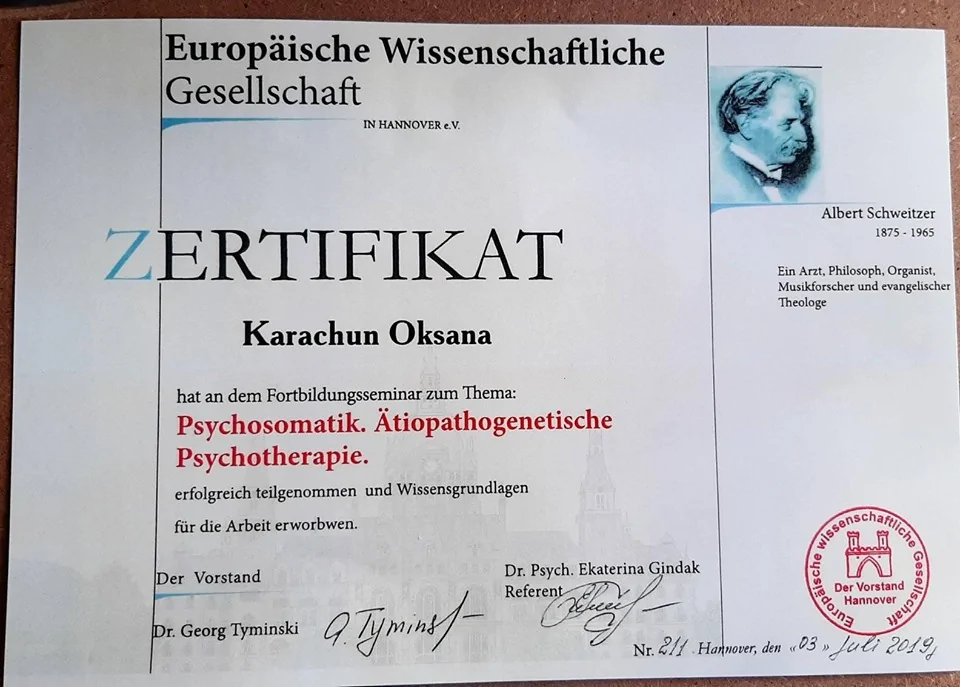 Europäische Wissenschaftliche
Gesellschaft
IN HANNOVER e.V.
Albert Schweitzer
1875 - 1965
Ein Arzt, Philosoph, Organist,
Musikforscher und evangelischer
Theologe
ZERTIFIKAT
Karachun Oksana
hat an dem Fortbildungsseminar zum Thema:
Psychosomatik. Ätiopathogenetische
Psychotherapie.
erfolgreich teilgenommen und Wissensgrundlagen
für die Arbeit erworbwen.
Der Vorstand
Dr. Georg Tyminski
G. Tyminst
Dr. Psych. Ekaterina Gindak
Referent
Europäische wissenschaftliche Gesellschaft
Der Vorstand
Hannover
Nr. 211 Hannover, den «03» Juli 2019